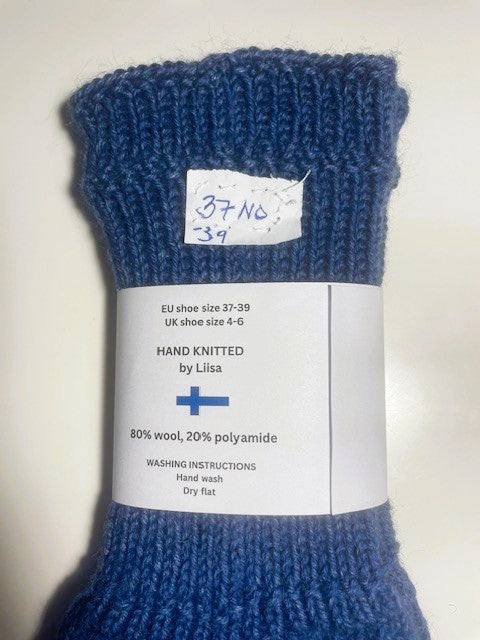 37 NO
-39
EU shoe size 37-39
UK shoe size 4-6
HAND KNITTED
by Liisa
80% wool, 20% polyamide
WASHING INSTRUCTIONS
Hand wash
Dry flat